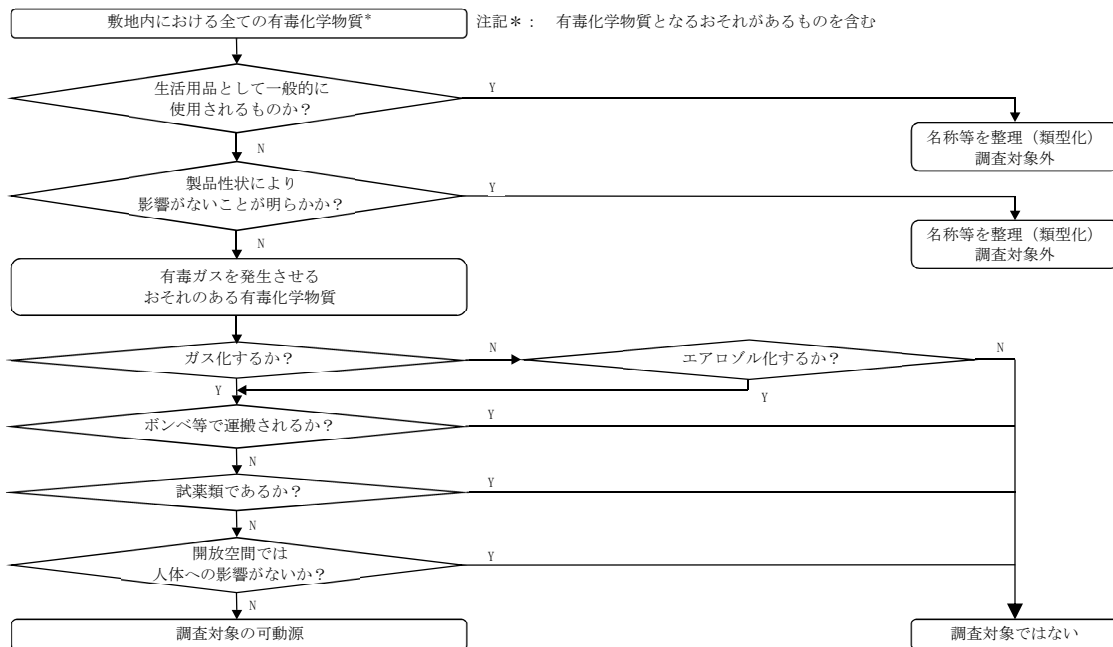 敷地内における全ての有毒化学物質*
注記*： 有毒化学物質となるおそれがあるものを含む
生活用品として一般的に
使用されるものか？
Y
名称等を整理（類型化）
調査対象外
N
製品性状により
影響がないことが明らかか？
Y
名称等を整理（類型化）
調査対象外
N
有毒ガスを発生させる
おそれのある有毒化学物質
ガス化するか？
N
エアロゾル化するか？
N
Y
Y
ボンベ等で運搬されるか？
Y
N
試薬類であるか？
Y
N
開放空間では
人体への影響がないか？
Y
N
調査対象の可動源
調査対象ではない